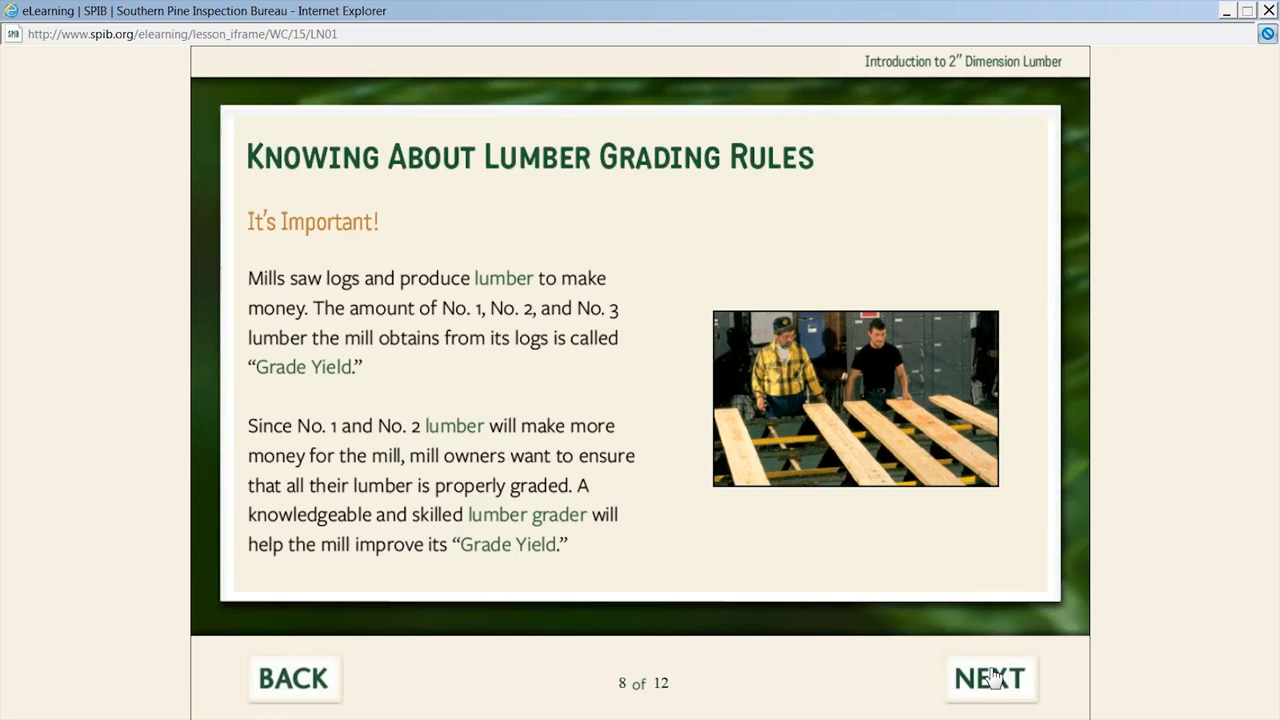 eLearning | SPIB | Southern Pine Inspection Bureau - Internet Explorer
SPIB http://www.spib.org/elearning/lesson_iframe/WC/15/LN01
Introduction to 2" Dimension Lumber
KNOWING ABOUT LUMBER GRADING RULES
It's Important!
Mills saw logs and produce lumber to make
money. The amount of No. 1, No. 2, and No. 3
lumber the mill obtains from its logs is called
“Grade Yield.”
Since No. 1 and No. 2 lumber will make more
money for the mill, mill owners want to ensure
that all their lumber is properly graded. A
knowledgeable and skilled lumber grader will
help the mill improve its “Grade Yield.”
BACK
8 of 12
NEXT